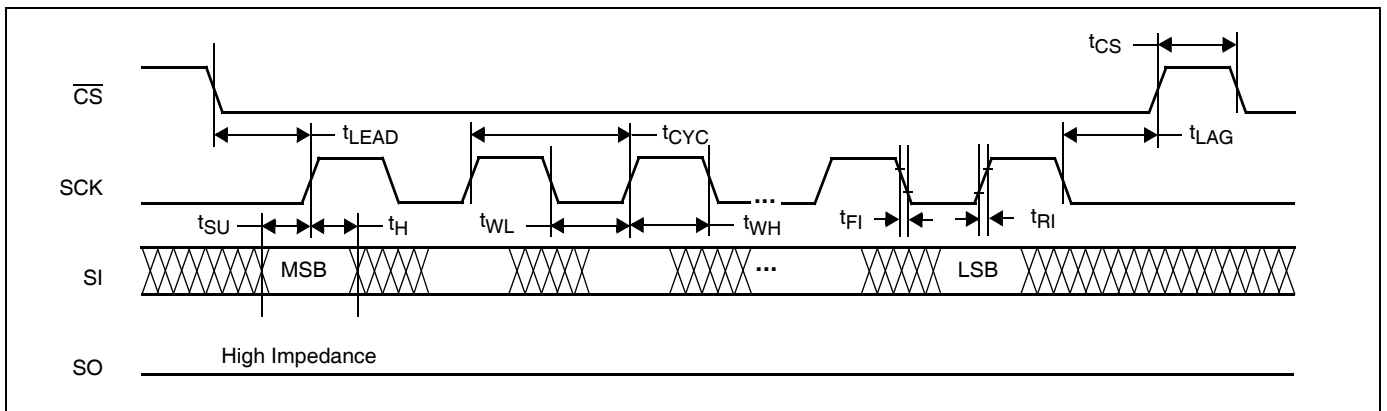 tCS
CS
tLEAD
tCYC
tLAG
SCK
...
tSU
tH
tWL
tWH
tFI
tRI
SI
MSB
...
LSB
High Impedance
SO